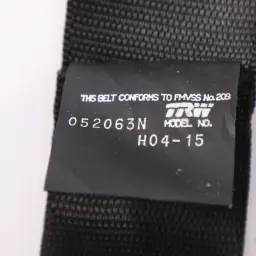 THIS BELT CONFORMS TO FMVSS No. 209
TRW
052063N MODEL NO.
H04-15